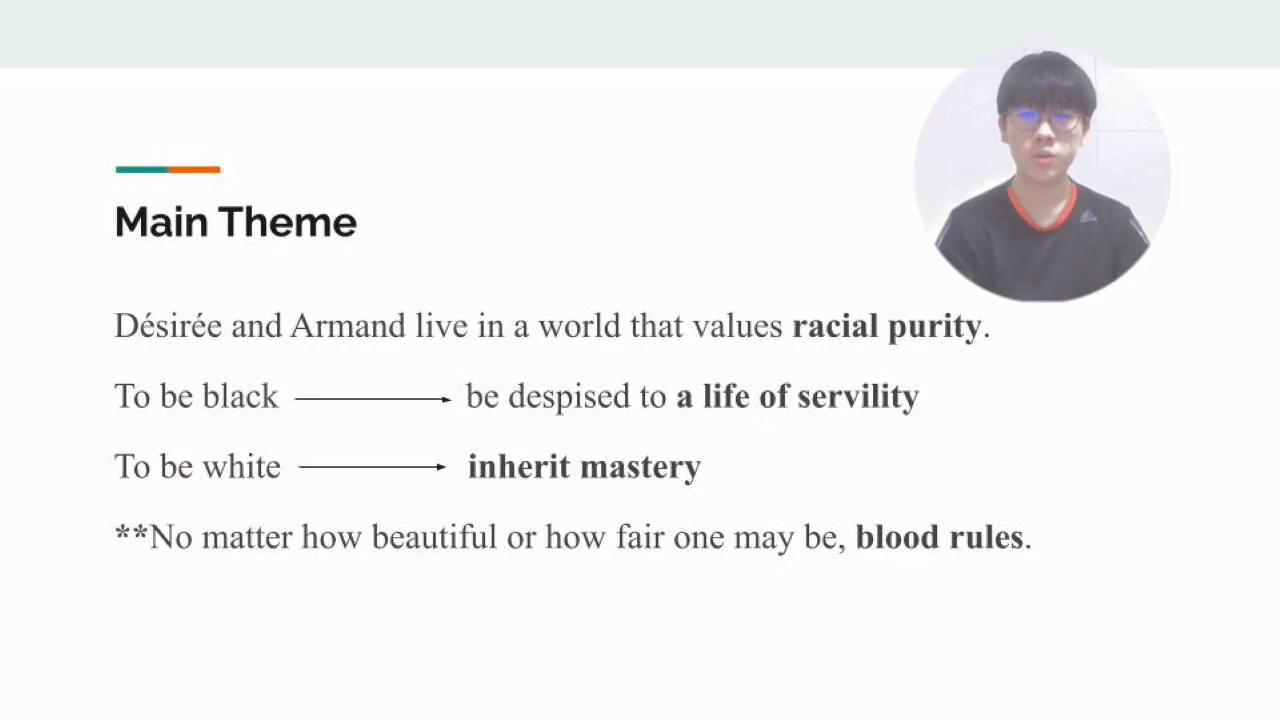 Main Theme
Désirée and Armand live in a world that values racial purity.
To be black be despised to a life of servility
To be white inherit mastery
**No matter how beautiful or how fair one may be, blood rules.